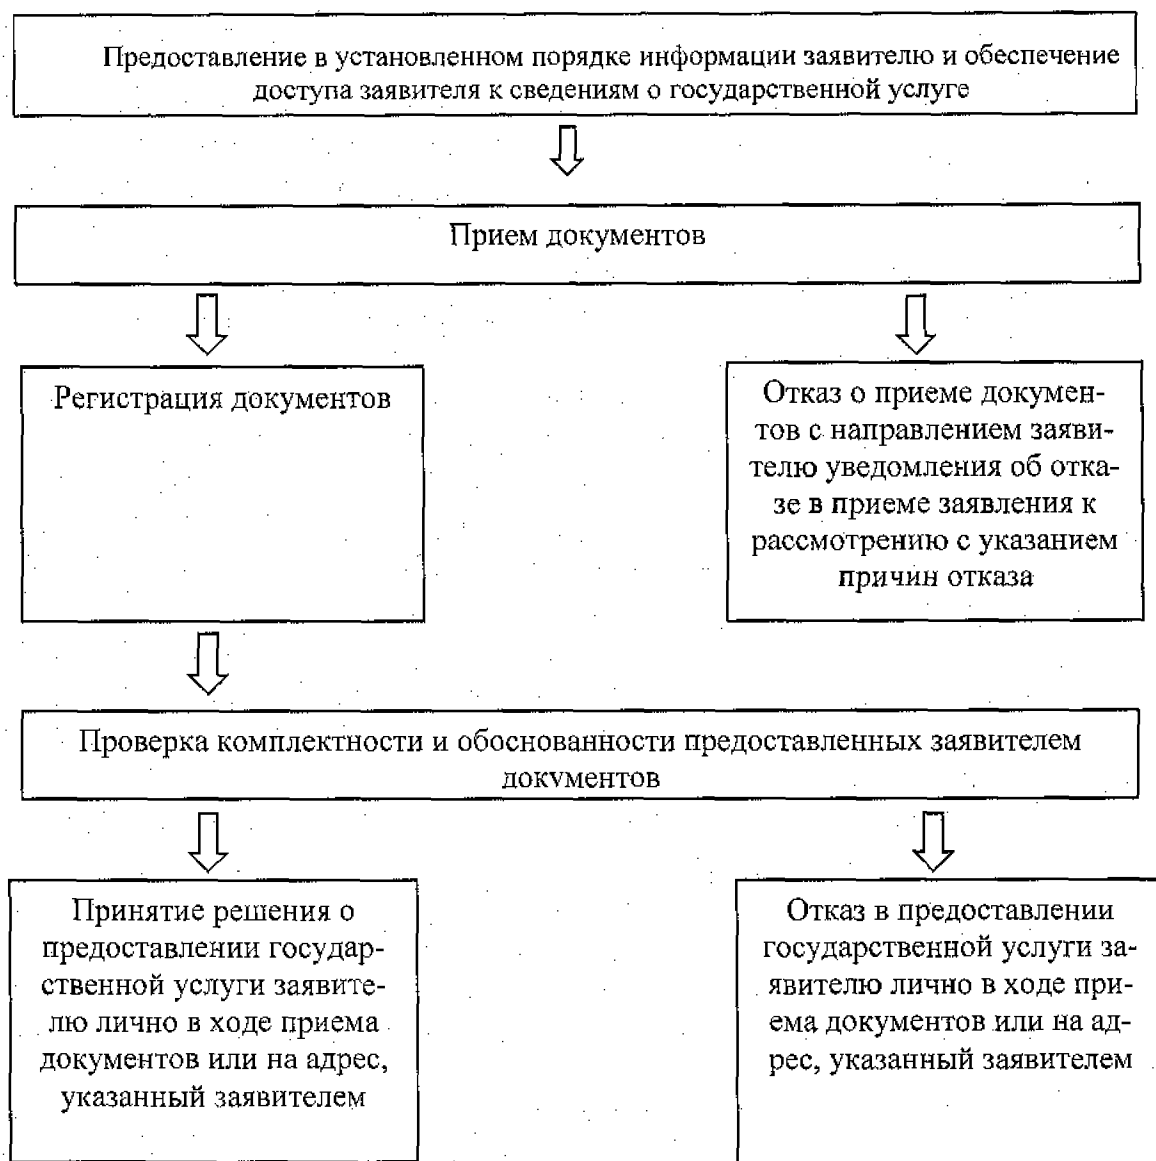 Предоставление в установленном порядке информации заявителю и обеспечение
доступа заявителя к сведениям о государственной услуге
Прием документов
Регистрация документов
Отказ о приеме докумен-
тов с направлением заяви-
телю уведомления об отка-
зе в приеме заявления к
рассмотрению с указанием
причин отказа
Проверка комплектности и обоснованности предоставленных заявителем
документов
Принятие решения о
предоставлении государ-
ственной услуги заявите-
лю лично в ходе приема
документов или на адрес,
указанный заявителем
Отказ в предоставлении
государственной услуги за-
явителю лично в ходе при-
ема документов или на ад-
рес, указанный заявителем